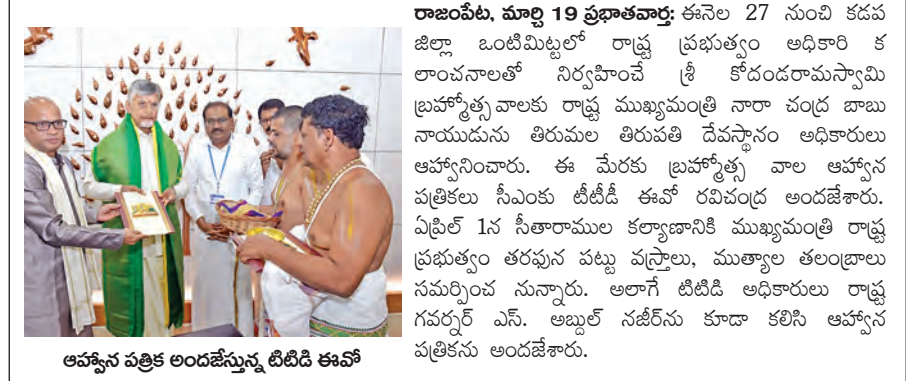 రాజంపేట, మార్చి 19 ప్రభాతవార్త: ఈనెల 27 నుంచి కడప
జిల్లా ఒంటిమిట్టలో రాష్ట్ర ప్రభుత్వం అధికారి క
లాంచనాలతో నిర్వహించే శ్రీ కోదండరామస్వామి
బ్రహ్మోత్స వాలకు రాష్ట్ర ముఖ్యమంత్రి నారా చంద్ర బాబు
నాయుడును తిరుమల తిరుపతి దేవస్థానం అధికారులు
ఆహ్వానించారు. ఈ మేరకు బ్రహ్మోత్స వాల ఆహ్వాన
పత్రికలు సీఎంకు టీటీడీ ఈవో రవిచంద్ర అందజేశారు.
ఏప్రిల్ 1న సీతారాముల కల్యాణానికి ముఖ్యమంత్రి రాష్ట్ర
ప్రభుత్వం తరఫున పట్టు వస్త్రాలు, ముత్యాల తలంబ్రాలు
సమర్పించ నున్నారు. అలాగే టిటిడి అధికారులు రాష్ట్ర
గవర్నర్ ఎస్. అబ్దుల్ నజీర్‌ను కూడా కలిసి ఆహ్వాన
పత్రికను అందజేశారు.
ఆహ్వాన పత్రిక అందజేస్తున్న టిటిడి ఈవో